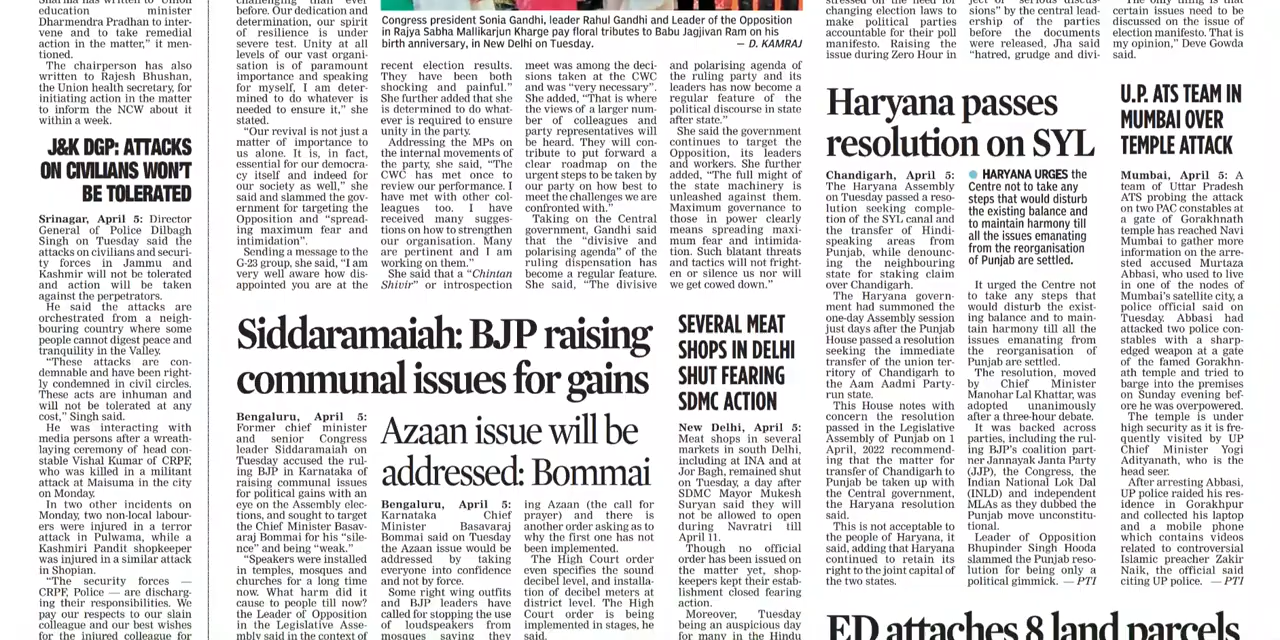 Sharma has written to Union
education minister
Dharmendra Pradhan to inter-
vene and to take remedial
action in the matter," it men-
tioned.
The chairperson has also
written to Rajesh Bhushan,
the Union health secretary, for
initiating action in the matter
to inform the NCW about it
within a week.
J&K DGP: ATTACKS
ON CIVILIANS WON'T
BE TOLERATED
Srinagar, April 5: Director
General of Police Dilbagh
Singh on Tuesday said the
attacks on civilians and securi-
ty forces in Jammu and
Kashmir will not be tolerated
and action will be taken
against the perpetrators.
He said the attacks are
orchestrated from a neigh-
bouring country where some
people cannot digest peace and
tranquility in the Valley.
"These attacks are con-
demnable and have been right-
ly condemned in civil circles.
These acts are inhuman and
will not be tolerated at any
cost," Singh said.
He was interacting with
media persons after a wreath-
laying ceremony of head con-
stable Vishal Kumar of CRPF,
who was killed in a militant
attack at Maisuma in the city
on Monday.
In two other incidents on
Monday, two non-local labour-
ers were injured in a terror
attack in Pulwama, while a
Kashmiri Pandit shopkeeper
was injured in a similar attack
in Shopian.
"The security forces —
CRPF, Police — are discharg-
ing their responsibilities. We
pay our respects to our slain
colleague and our best wishes
for the injured colleague for
challenging than ever
before. Our dedication and
determination, our spirit
of resilience is under
severe test. Unity at all
levels of our vast organi-
sation is of paramount
importance and speaking
for myself, I am deter-
mined to do whatever is
needed to ensure it," she
stated.
"Our revival is not just a
matter of importance to
us alone. It is, in fact,
essential for our democra-
cy itself and indeed for
our society as well," she
said and slammed the gov-
ernment for targeting the
Opposition and "spread-
ing maximum fear and
intimidation".
Sending a message to the
G-23 group, she said, "I am
very well aware how dis-
appointed you are at the
Congress president Sonia Gandhi, leader Rahul Gandhi and Leader of the Opposition
in Rajya Sabha Mallikarjun Kharge pay floral tributes to Babu Jagjivan Ram on his
birth anniversary, in New Delhi on Tuesday. — D. KAMRAJ
recent election results.
They have been both
shocking and painful."
She further added that she
is determined to do what-
ever is required to ensure
unity in the party.
Addressing the MPs on
the internal movements of
the party, she said, "The
CWC has met once to
review our performance. I
have met with other col-
leagues too. I have
received many sugges-
tions on how to strengthen
our organisation. Many
are pertinent and I am
working on them."
She said that a "Chintan
Shivir" or introspection
meet was among the deci-
sions taken at the CWC
and was "very necessary".
She added, "That is where
the views of a larger num-
ber of colleagues and
party representatives will
be heard. They will con-
tribute to put forward a
clear roadmap on the
urgent steps to be taken by
our party on how best to
meet the challenges we are
confronted with."
Taking on the Central
government, Gandhi said
that the "divisive and
polarising agenda" of the
ruling dispensation has
become a regular feature.
She said, "The divisive
and polarising agenda of
the ruling party and its
leaders has now become a
regular feature of the
political discourse in state
after state."
She said the government
continues to target the
Opposition, its leaders
and workers. She further
added, "The full might of
the state machinery is
unleashed against them.
Maximum governance to
those in power clearly
means spreading maxi-
mum fear and intimida-
tion. Such blatant threats
and tactics will not fright-
en or silence us nor will
we get cowed down."
Siddaramaiah: BJP raising
communal issues for gains
Bengaluru, April 5:
Former chief minister
and senior Congress
leader Siddaramaiah on
Tuesday accused the rul-
ing BJP in Karnataka of
raising communal issues
for political gains with an
eye on the Assembly elec-
tions, and sought to target
the Chief Minister Basav-
araj Bommai for his "sile-
nce" and being "weak."
"Speakers were installed
in temples, mosques and
churches for a long time
now. What harm did it
cause to people till now?
the Leader of Opposition
in the Legislative Asse-
mbly said in the context of
Azaan issue will be
addressed: Bommai
Bengaluru, April 5:
Karnataka Chief
Minister Basavaraj
Bommai said on Tuesday
the Azaan issue would be
addressed by taking
everyone into confidence
and not by force.
Some right wing outfits
and BJP leaders have
called for stopping the use
of loudspeakers from
mosques saying they
ing Azaan (the call for
prayer) and there is
another order asking as to
why the first one has not
been implemented.
The High Court order
even specifies the sound
decibel level, and installa-
tion of decibel meters at
district level. The High
Court order is being
implemented in stages, he
said.
SEVERAL MEAT
SHOPS IN DELHI
SHUT FEARING
SDMC ACTION
New Delhi, April 5:
Meat shops in several
markets in south Delhi,
including at INA and at
Jor Bagh, remained shut
on Tuesday, a day after
SDMC Mayor Mukesh
Suryan said they will
not be allowed to open
during Navratri till
April 11.
Though no official
order has been issued on
the matter yet, shop-
keepers kept their estab-
lishment closed fearing
action.
Moreover, Tuesday
being an auspicious day
for many in the Hindu
stressed on the need for
changing election laws to
make political parties
accountable for their poll
manifesto. Raising the
issue during Zero Hour in
ject of serious discus-
sions" by the central lead-
ership of the parties
before the documents
were released, Jha said
"hatred, grudge and divi-
"The only thing is that
certain issues need to be
discussed on the issue of
election manifesto. That is
my opinion," Deve Gowda
said.
Haryana passes
resolution on SYL
Chandigarh, April 5:
The Haryana Assembly
on Tuesday passed a reso-
lution seeking comple-
tion of the SYL canal and
the transfer of Hindi-
speaking areas from
Punjab, while denounc-
ing the neighbouring
state for staking claim
over Chandigarh.
The Haryana govern-
ment had summoned the
one-day Assembly session
just days after the Punjab
House passed a resolution
seeking the immediate
transfer of the union ter-
ritory of Chandigarh to
the Aam Aadmi Party-
run state.
This House notes with
concern the resolution
passed in the Legislative
Assembly of Punjab on 1
April, 2022 recommend-
ing that the matter for
transfer of Chandigarh to
Punjab be taken up with
the Central government,
the Haryana resolution
said.
This is not acceptable to
the people of Haryana, it
said, adding that Haryana
continued to retain its
right to the joint capital of
the two states.
HARYANA URGES the
Centre not to take any
steps that would disturb
the existing balance and
to maintain harmony till
all the issues emanating
from the reorganisation
of Punjab are settled.
It urged the Centre not
to take any steps that
would disturb the exist-
ing balance and to main-
tain harmony till all the
issues emanating from
the reorganisation of
Punjab are settled.
The resolution, moved
by Chief Minister
Manohar Lal Khattar, was
adopted unanimously
after a three-hour debate.
It was backed across
parties, including the rul-
ing BJP's coalition part-
ner Jannayak Janta Party
(JJP), the Congress, the
Indian National Lok Dal
(INLD) and independent
MLAs as they dubbed the
Punjab move unconstitu-
tional.
Leader of Opposition
Bhupinder Singh Hooda
slammed the Punjab reso-
lution for being only a
political gimmick. — PTI
U.P. ATS TEAM IN
MUMBAI OVER
TEMPLE ATTACK
Mumbai, April 5: A
team of Uttar Pradesh
ATS probing the attack
on two PAC constables at
a gate of Gorakhnath
temple has reached Navi
Mumbai to gather more
information on the arre-
sted accused Murtaza
Abbasi, who used to live
in one of the nodes of
Mumbai's satellite city, a
police official said on
Tuesday. Abbasi had
attacked two police con-
stables with a sharp-
edged weapon at a gate
of the famed Gorakhn-
ath temple and tried to
barge into the premises
on Sunday evening bef-
ore he was overpowered.
The temple is under
high security as it is fre-
quently visited by UP
Chief Minister Yogi
Adityanath, who is the
head seer.
After arresting Abbasi,
UP police raided his res-
idence in Gorakhpur
and collected his laptop
and a mobile phone
which contains videos
related to controversial
Islamic preacher Zakir
Naik, the official said
citing UP police. — PTI
ED attaches 8 land parcels